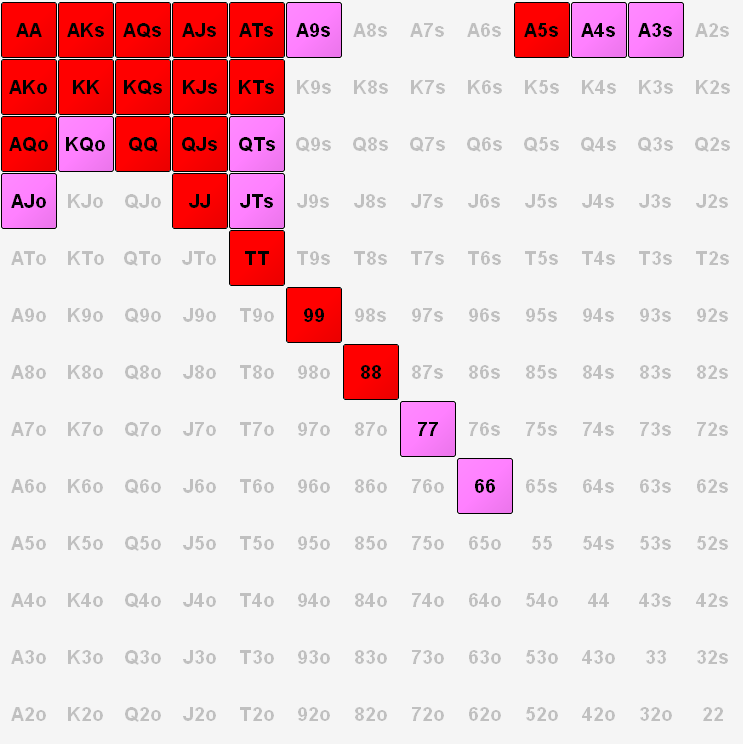 AA AKs AQs AJs ATs A9s A8s A7s A6s A5s A4s A3s A2s
AKo KK KQs KJs KTs K9s K8s K7s K6s K5s K4s K3s K2s
AQo KQo QQ QJs QTs Q9s Q8s Q7s Q6s Q5s Q4s Q3s Q2s
AJo KJo QJo JJ JTs J9s J8s J7s J6s J5s J4s J3s J2s
ATo KTo QTo JTo TT T9s T8s T7s T6s T5s T4s T3s T2s
A9o K9o Q9o J9o T9o 99 98s 97s 96s 95s 94s 93s 92s
A8o K8o Q8o J8o T8o 98o 88 87s 86s 85s 84s 83s 82s
A7o K7o Q7o J7o T7o 97o 87o 77 76s 75s 74s 73s 72s
A6o K6o Q6o J6o T6o 96o 86o 76o 66 65s 64s 63s 62s
A5o K5o Q5o J5o T5o 95o 85o 75o 65o 55 54s 53s 52s
A4o K4o Q4o J4o T4o 94o 84o 74o 64o 54o 44 43s 42s
A3o K3o Q3o J3o T3o 93o 83o 73o 63o 53o 43o 33 32s
A2o K2o Q2o J2o T2o 92o 82o 72o 62o 52o 42o 32o 22